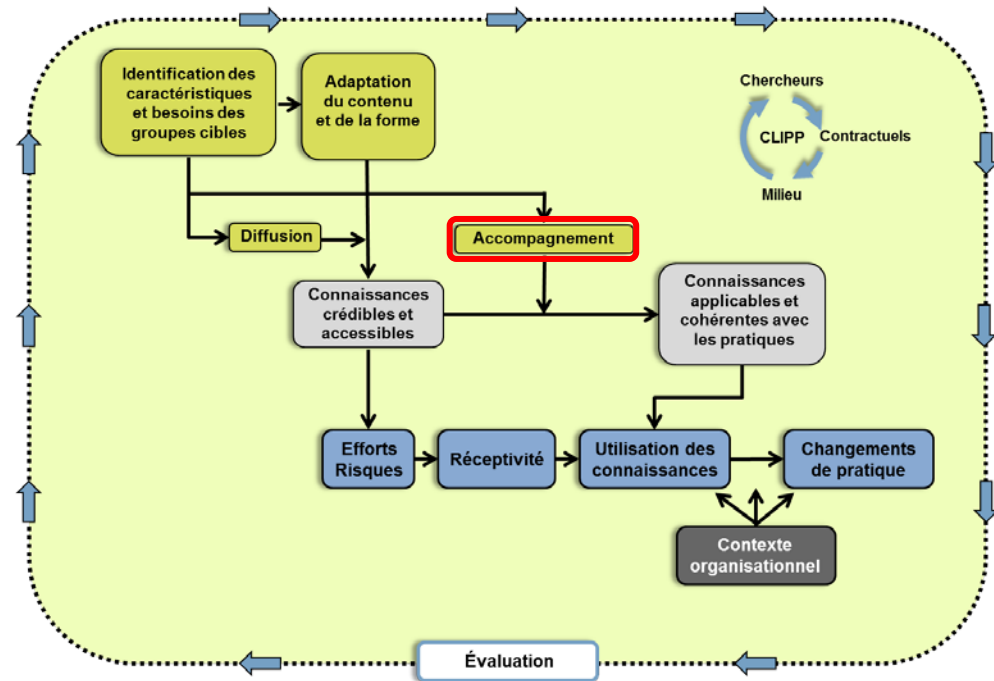 Identification des
caractéristiques
et besoins des
groupes cibles
Adaptation
du contenu
et de la forme
Chercheurs
CLIPP
Contractuels
Milieu
Diffusion
Accompagnement
Connaissances
crédibles et
accessibles
Connaissances
applicables et
cohérentes avec
les pratiques
Efforts
Risques
Réceptivité
Utilisation des
connaissances
Changements
de pratique
Contexte
organisationnel
Évaluation